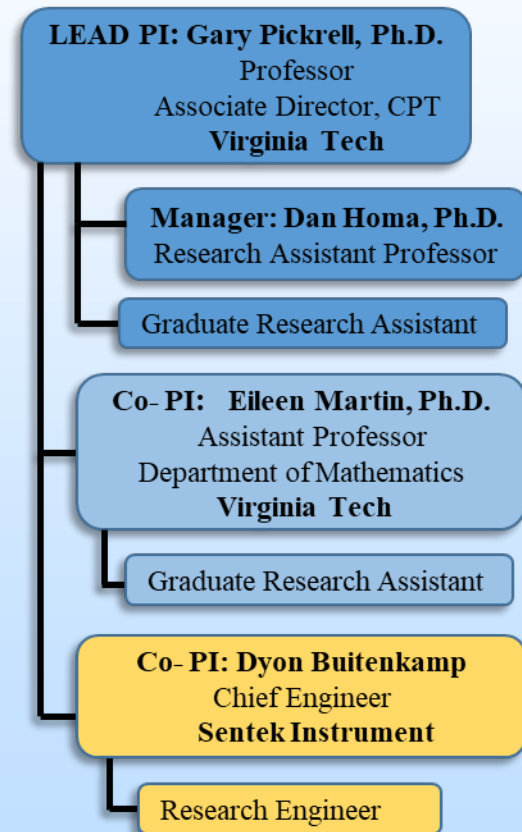 LEAD PI: Gary Pickrell, Ph.D.
Professor
Associate Director, CPT
Virginia Tech
Manager: Dan Homa, Ph.D.
Research Assistant Professor
Graduate Research Assistant
Co- PI: Eileen Martin, Ph.D.
Assistant Professor
Department of Mathematics
Virginia Tech
Graduate Research Assistant
Co- PI: Dyon Buitenkamp
Chief Engineer
Sentek Instrument
Research Engineer